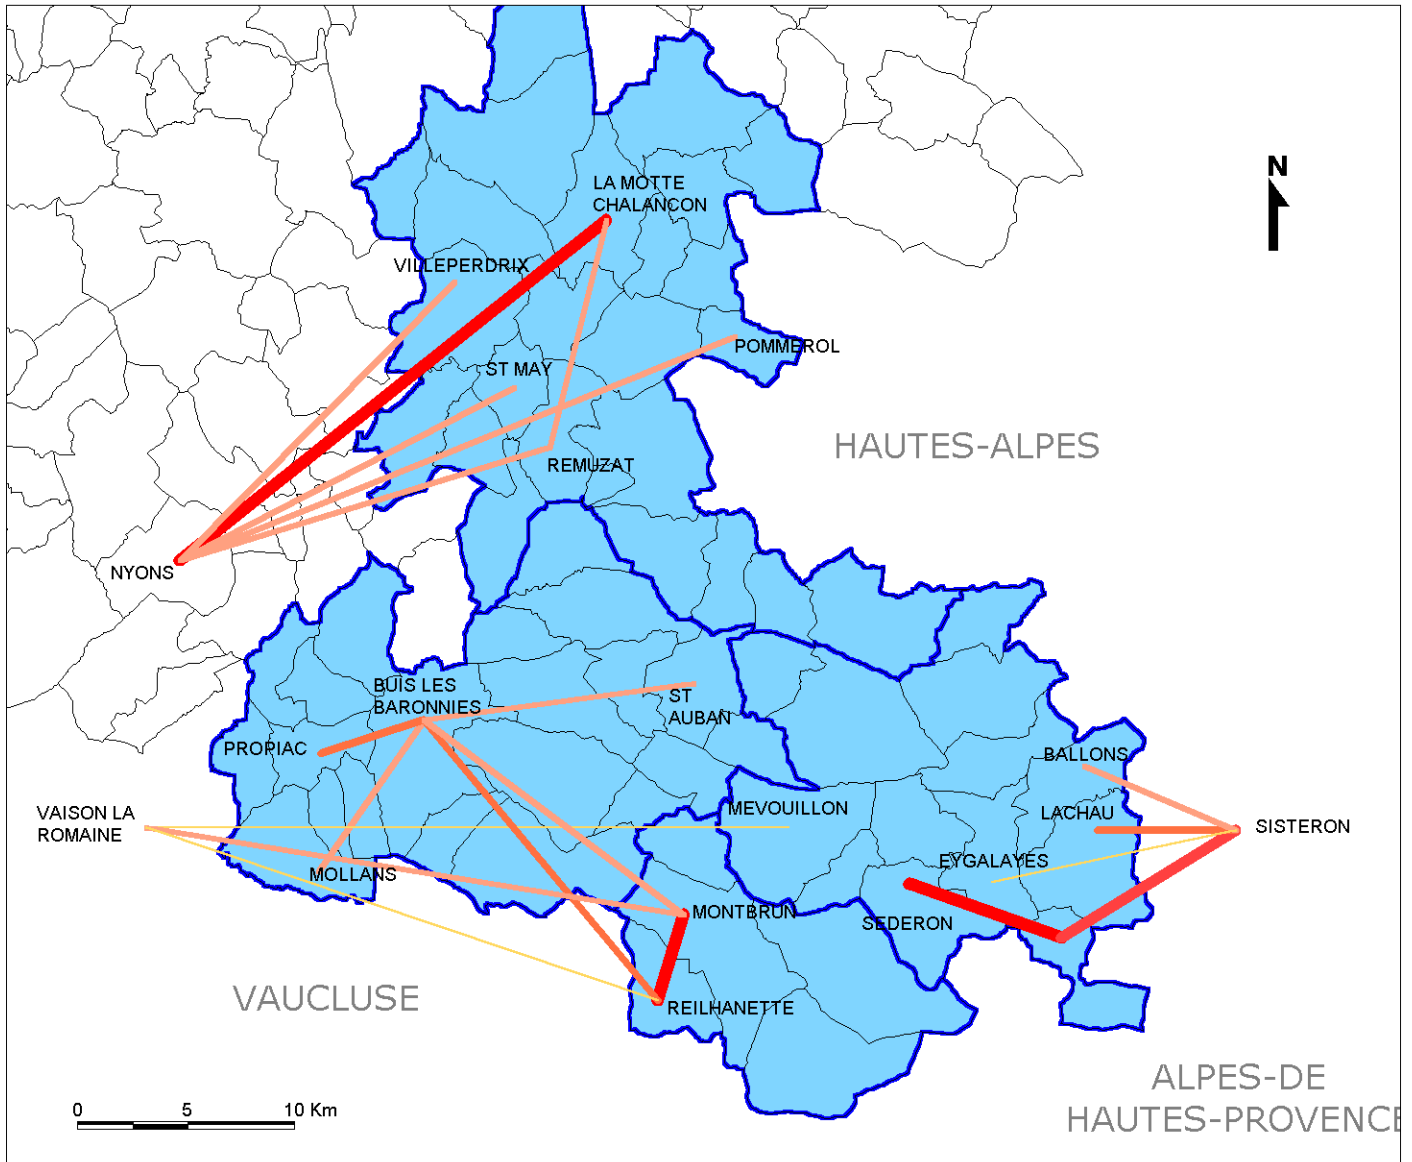 N
LA MOTTE
CHALANCON
VILLEPERDRIX
POMMEROL
ST MAY
HAUTES-ALPES
REMUZAT
NYONS
BUIS LES
BARONNIES
ST
AUBAN
PROPIAC
BALLONS
MEVOUILLON
LACHAU
VAISON LA
ROMAINE
SISTERON
EYGALAYES
MOLLANS
MONTBRUN
SEDERON
VAUCLUSE
REILHANETTE
ALPES-DE
HAUTES-PROVENCE
0 5 10 Km